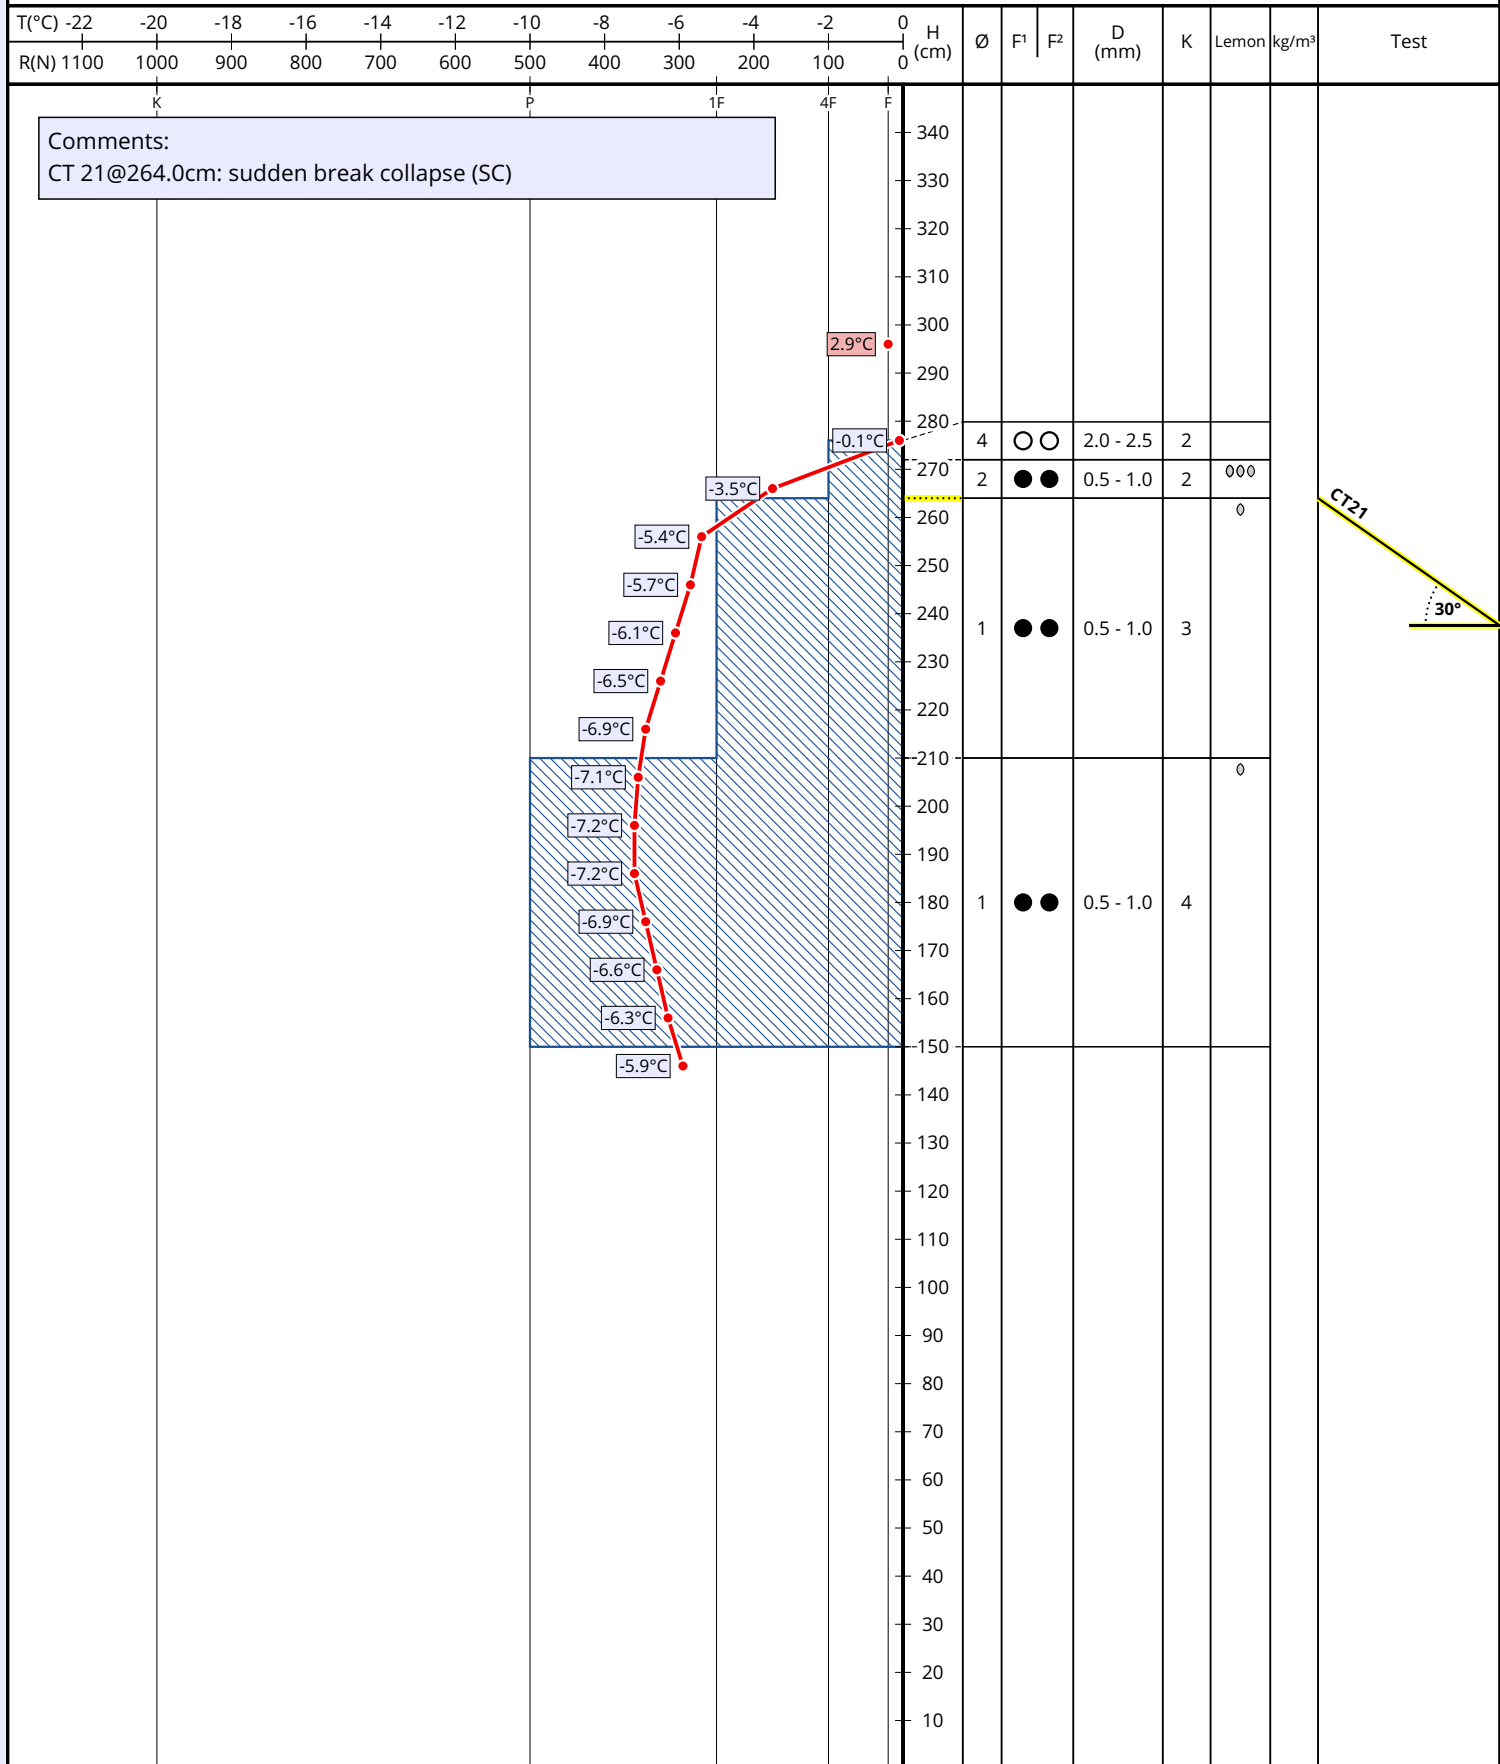 T(°C) -22 -20 -18 -16 -14 -12 -10 -8 -6 -4 -2 0
R(N) 1100 1000 900 800 700 600 500 400 300 200 100 0
H (cm) Ø F¹ F² D (mm) K Lemon kg/m³ Test
K P 1F 4F F
Comments:
CT 21@264.0cm: sudden break collapse (SC)
340
330
320
310
300
2.9°C
290
280
-0.1°C 4 2.0 - 2.5 2
270
2 0.5 - 1.0 2
-3.5°C
CT21
260
-5.4°C
250
-5.7°C
240
30°
1 0.5 - 1.0 3
-6.1°C
230
-6.5°C
220
-6.9°C
210
-7.1°C
200
-7.2°C
190
-7.2°C
180 1 0.5 - 1.0 4
-6.9°C
170
-6.6°C
160
-6.3°C
150
-5.9°C
140
130
120
110
100
90
80
70
60
50
40
30
20
10